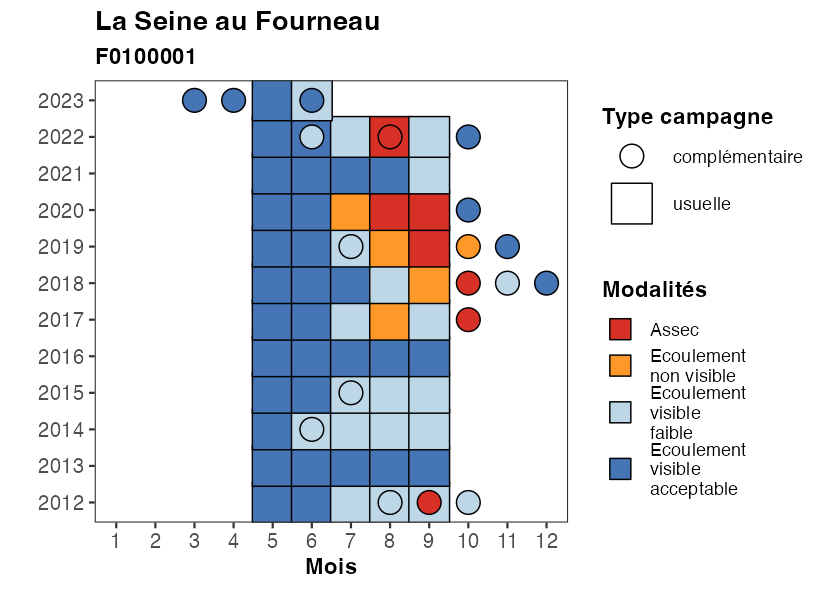 La Seine au Fourneau
F0100001
2023
2022
2021
2020
2019
2018
2017
2016
2015
2014
2013
2012
1 2 3 4 5 6 7 8 9 10 11 12
Mois
Type campagne
complémentaire
usuelle
Modalités
Assec
Ecoulement
non visible
Ecoulement
visible
faible
Ecoulement
visible
acceptable